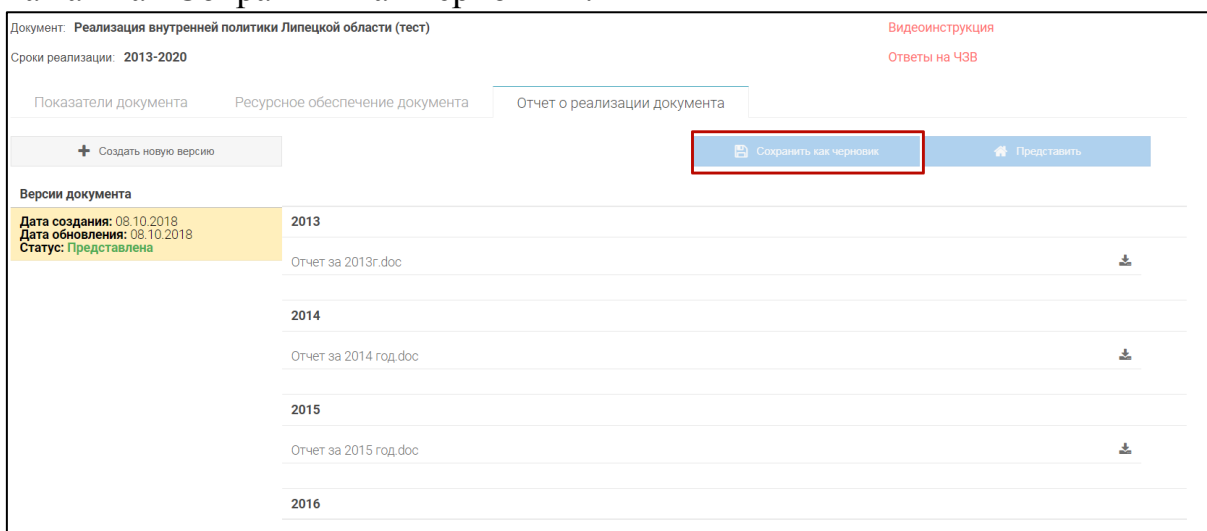 Документ: Реализация внутренней политики Липецкой области (тест)
Видеоинструкция
Сроки реализации: 2013-2020
Ответы на ЧЗВ
Показатели документа Ресурсное обеспечение документа Отчет о реализации документа
Создать новую версию
Сохранить как черновик
Представить
Версии документа
Дата создания: 08.10.2018
Дата обновления: 08.10.2018
Статус: Представлена
2013
Отчет за 2013г.doc
2014
Отчет за 2014 год.doc
2015
Отчет за 2015 год.doc
2016